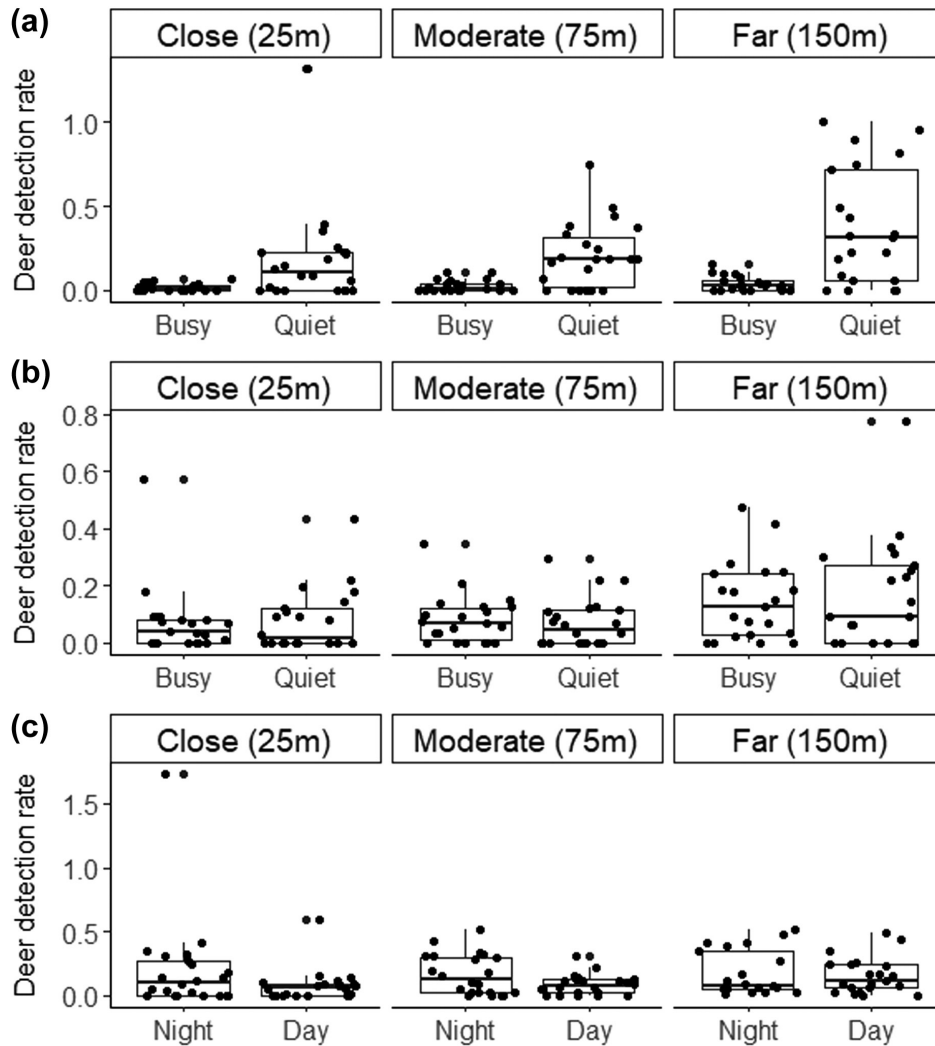 (a)
Close (25m) Moderate (75m) Far (150m)
Deer detection rate
1.0
0.5
0.0
Busy Quiet Busy Quiet Busy Quiet
(b)
Close (25m) Moderate (75m) Far (150m)
Deer detection rate
0.8
0.6
0.4
0.2
0.0
Busy Quiet Busy Quiet Busy Quiet
(c)
Close (25m) Moderate (75m) Far (150m)
Deer detection rate
1.5
1.0
0.5
0.0
Night Day Night Day Night Day